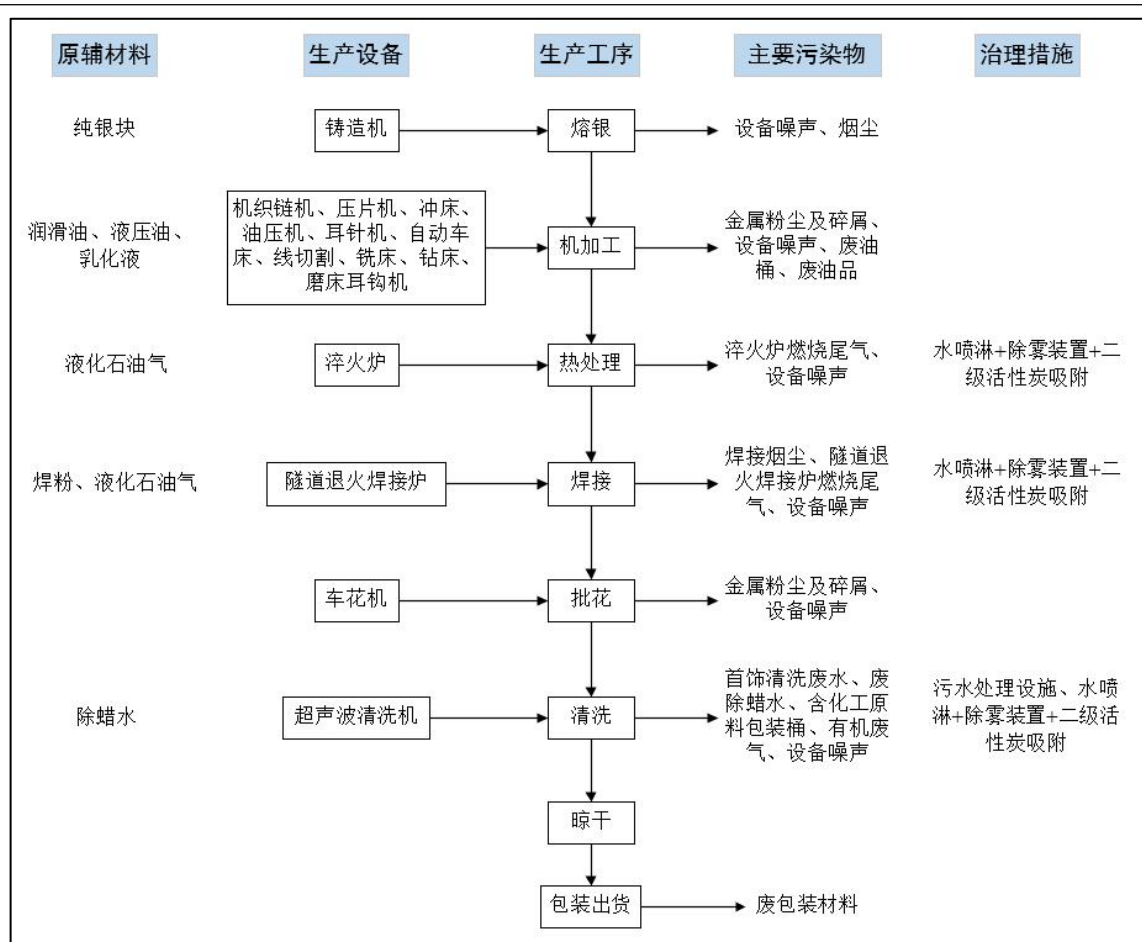 原辅材料
生产设备
生产工序
主要污染物
治理措施
纯银块
铸造机
熔银
设备噪声、烟尘
润滑油、液压油、
乳化液
机织链机、压片机、冲床、
油压机、耳针机、自动车
床、线切割、铣床、钻床、
磨床耳钩机
机加工
金属粉尘及碎屑、
设备噪声、废油
桶、废油品
液化石油气
淬火炉
热处理
淬火炉燃烧尾气、
设备噪声
水喷淋+除雾装置+二
级活性炭吸附
焊粉、液化石油气
隧道退火焊接炉
焊接
焊接烟尘、隧道退
火焊接炉燃烧尾
气、设备噪声
水喷淋+除雾装置+二
级活性炭吸附
车花机
批花
金属粉尘及碎屑、
设备噪声
除蜡水
超声波清洗机
清洗
首饰清洗废水、废
除蜡水、含化工原
料包装桶、有机废
气、设备噪声
污水处理设施、水喷
淋+除雾装置+二级活
性炭吸附
晾干
包装出货
废包装材料